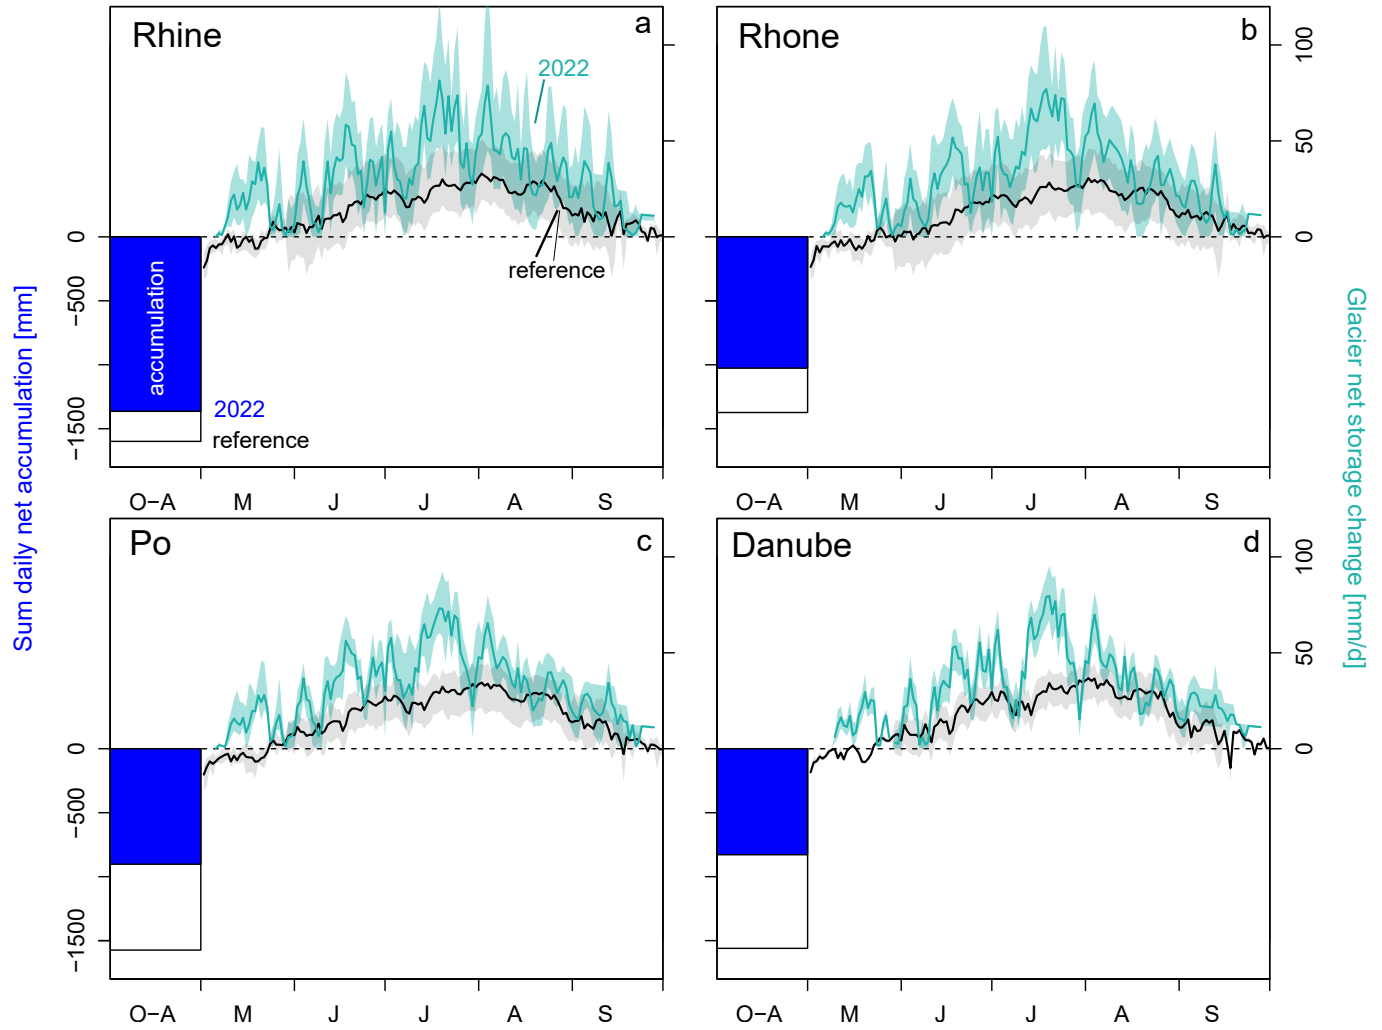 Rhine
a
2022
100
50
0
Rhone
b
0
−500
−1500
accumulation
2022
reference
reference
O−A M J J A S
O−A M J J A S
Sum daily net accumulation [mm]
Glacier net storage change [mm/d]
Po
c
0
−500
−1500
Danube
d
100
50
0
O−A M J J A S
O−A M J J A S